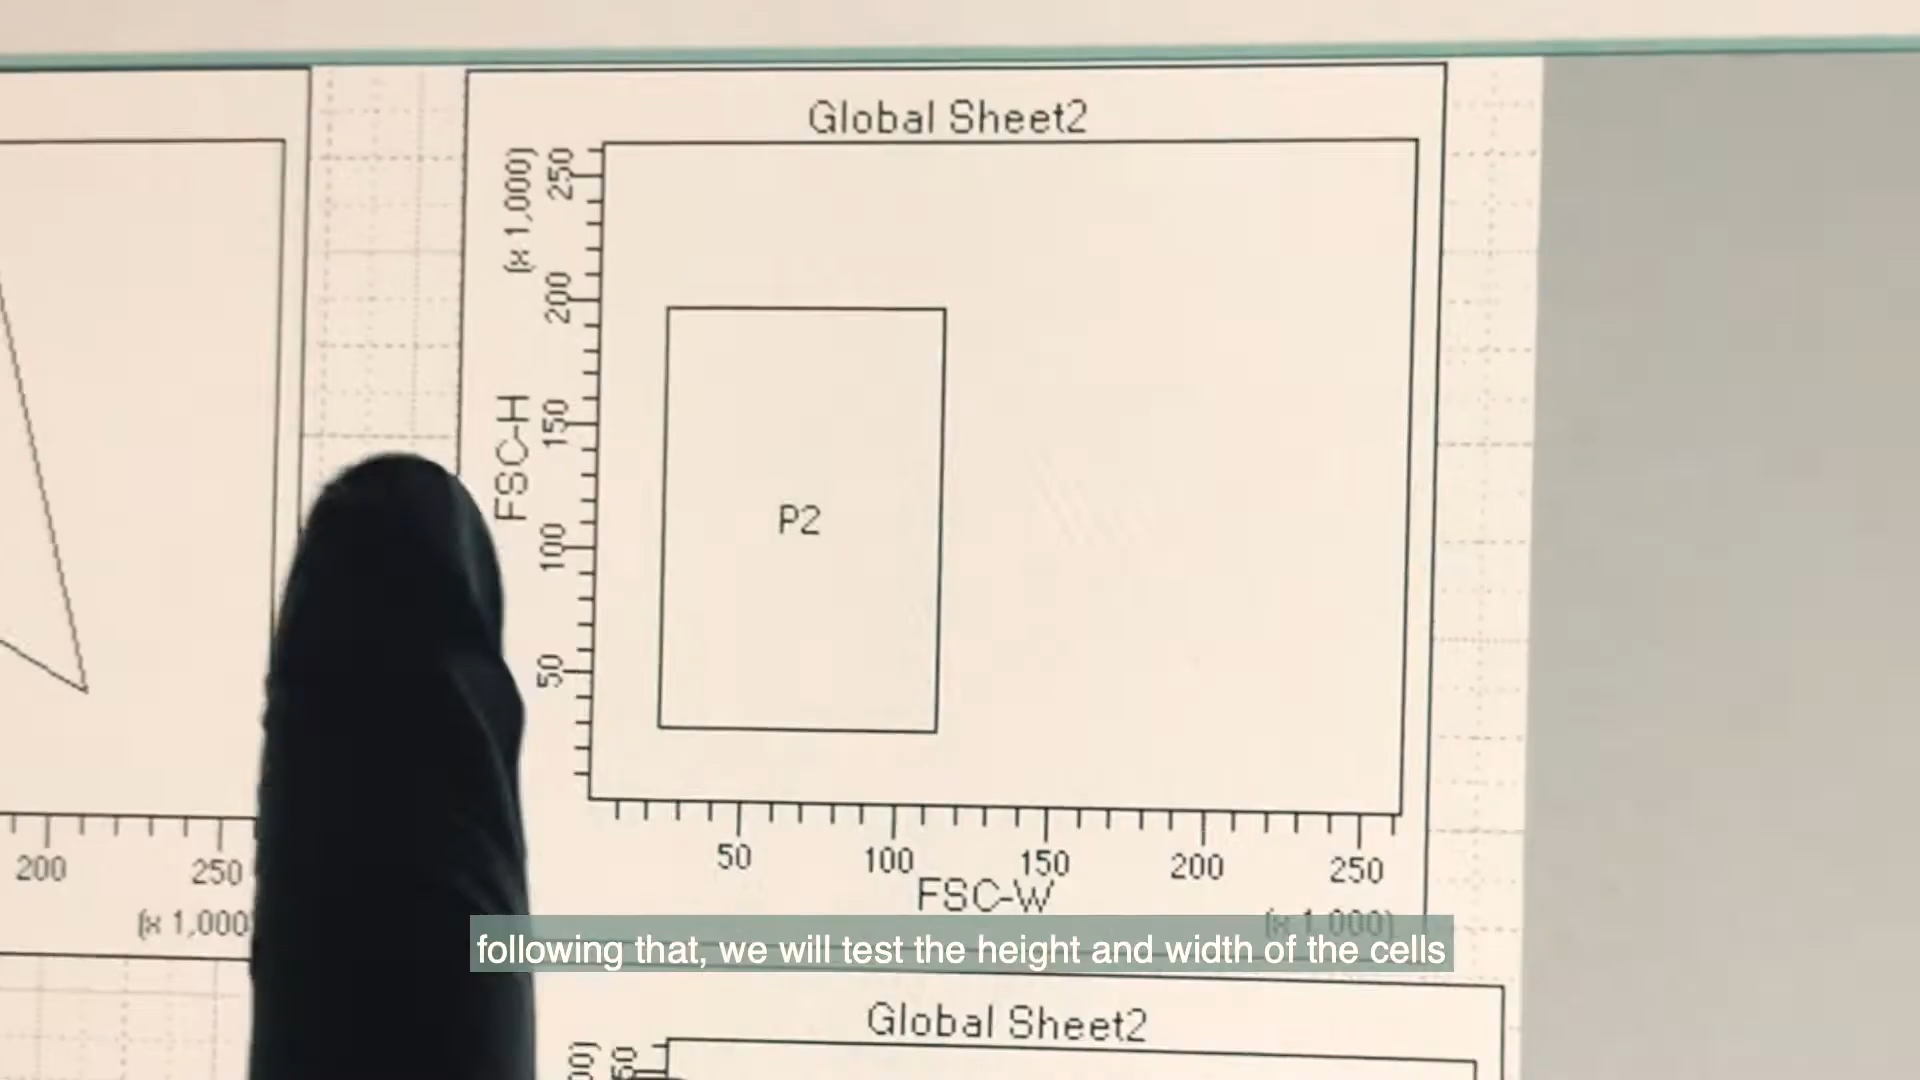 Global Sheet2
(x 1,000)
250
200
150
100
50
FSC-H
P2
50 100 150 200 250
FSC-W
(x 1,000)
200 250
(x 1,000
following that, we will test the height and width of the cells
Global Sheet2